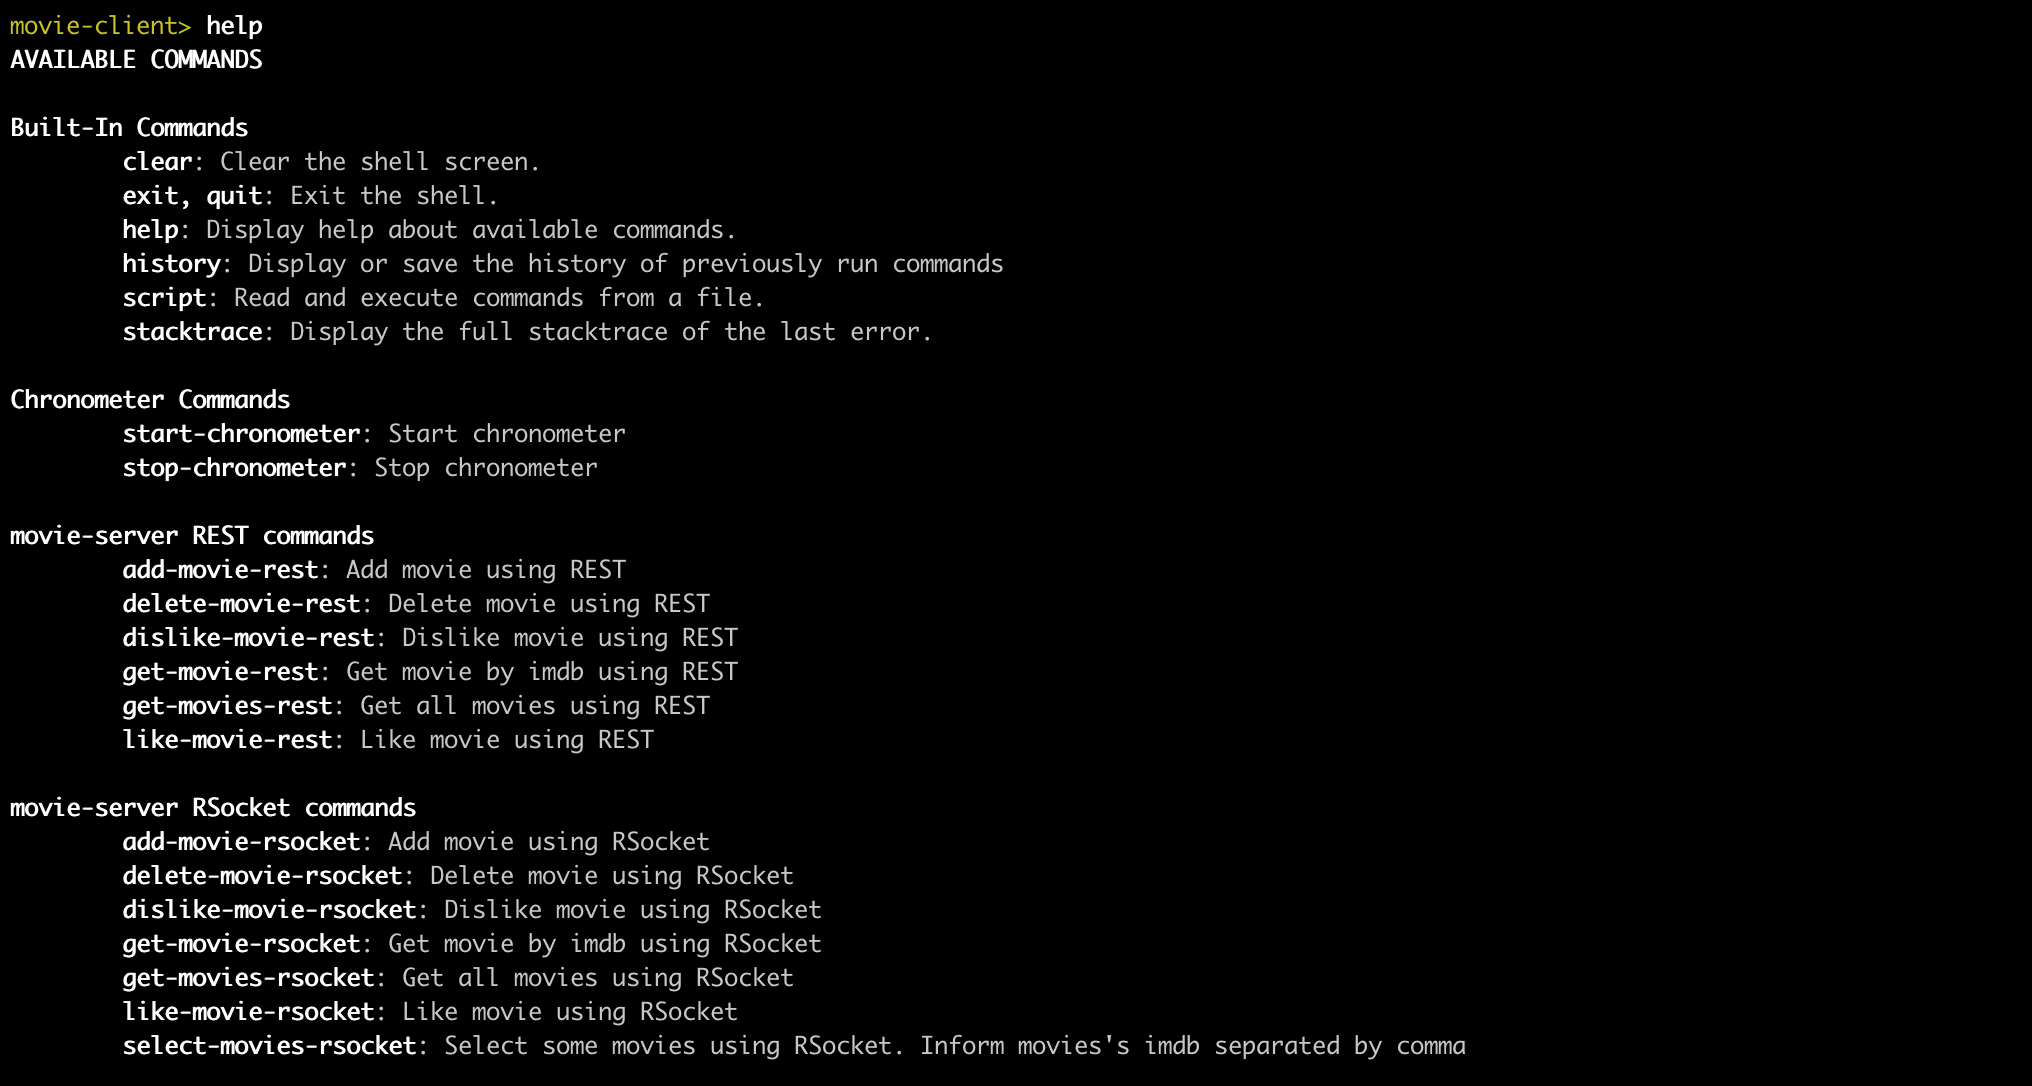 movie-client> help
AVAILABLE COMMANDS
Built-In Commands
clear: Clear the shell screen.
exit, quit: Exit the shell.
help: Display help about available commands.
history: Display or save the history of previously run commands
script: Read and execute commands from a file.
stacktrace: Display the full stacktrace of the last error.
Chronometer Commands
start-chronometer: Start chronometer
stop-chronometer: Stop chronometer
movie-server REST commands
add-movie-rest: Add movie using REST
delete-movie-rest: Delete movie using REST
dislike-movie-rest: Dislike movie using REST
get-movie-rest: Get movie by imdb using REST
get-movies-rest: Get all movies using REST
like-movie-rest: Like movie using REST
movie-server RSocket commands
add-movie-rsocket: Add movie using RSocket
delete-movie-rsocket: Delete movie using RSocket
dislike-movie-rsocket: Dislike movie using RSocket
get-movie-rsocket: Get movie by imdb using RSocket
get-movies-rsocket: Get all movies using RSocket
like-movie-rsocket: Like movie using RSocket
select-movies-rsocket: Select some movies using RSocket. Inform movies's imdb separated by comma